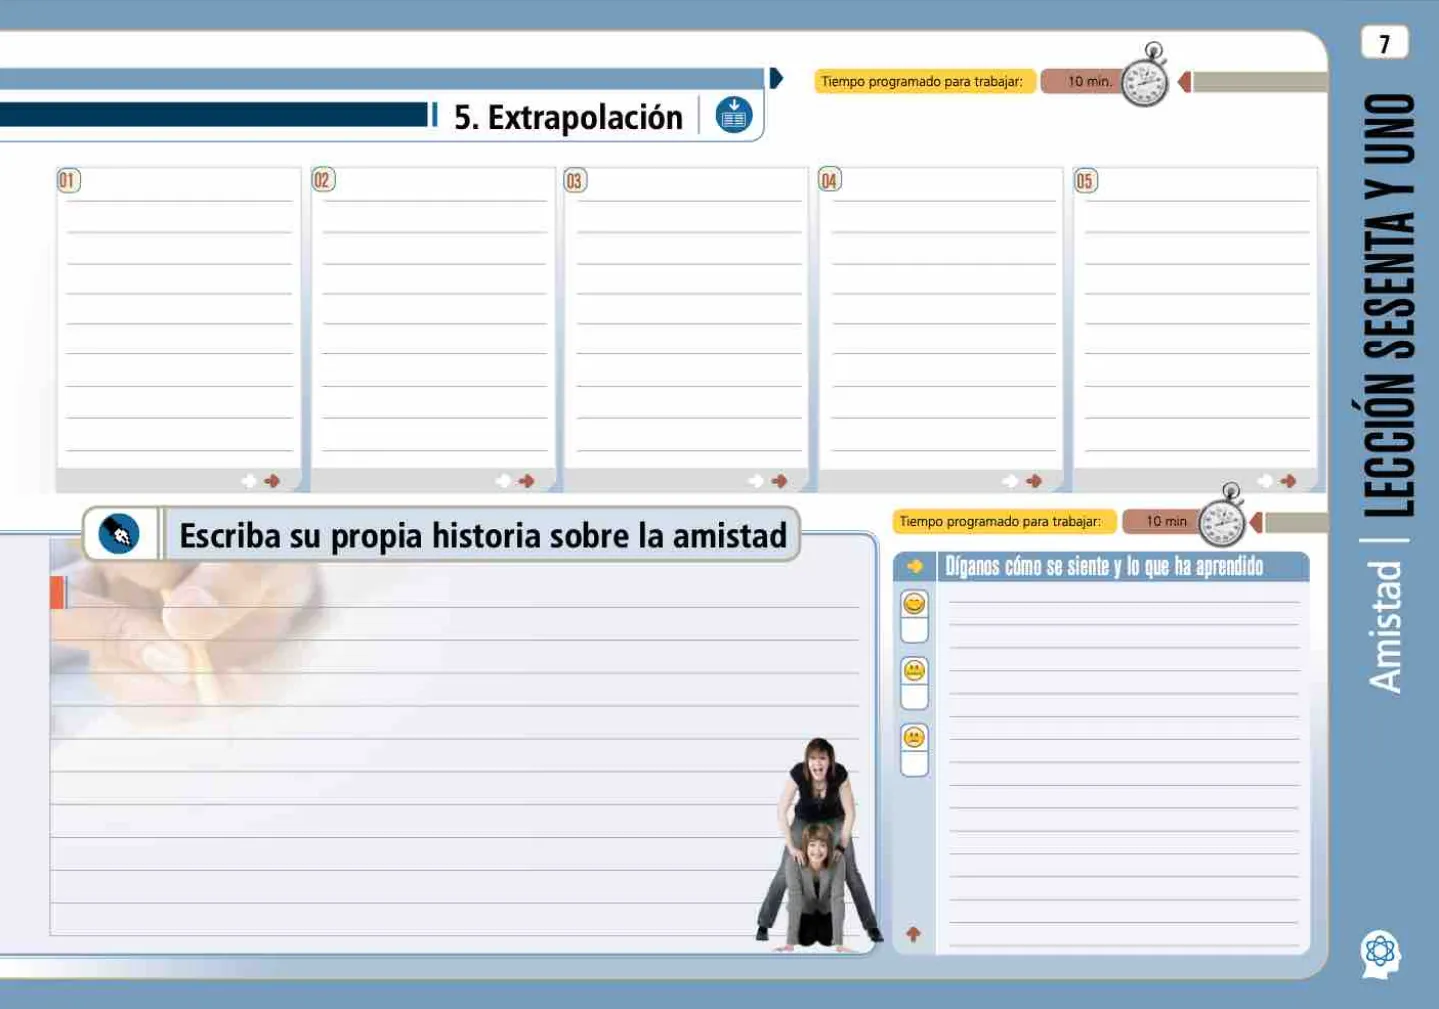 7
Tiempo programado para trabajar: 10 min.
5. Extrapolación
01 02 03 04 05
Escriba su propia historia sobre la amistad
Tiempo programado para trabajar: 10 min
Díganos cómo se siente y lo que ha aprendido
Amistad | LECCIÓN SESENTA Y UNO